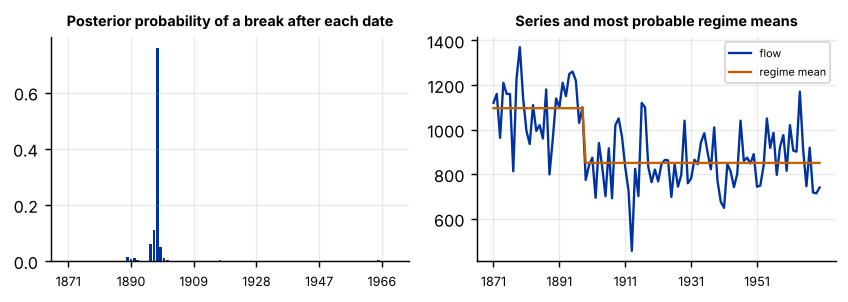 Posterior probability of a break after each date
0.6
0.4
0.2
0.0
1871 1890 1909 1928 1947 1966
Series and most probable regime means
flow
regime mean
1400
1200
1000
800
600
1871 1891 1911 1931 1951